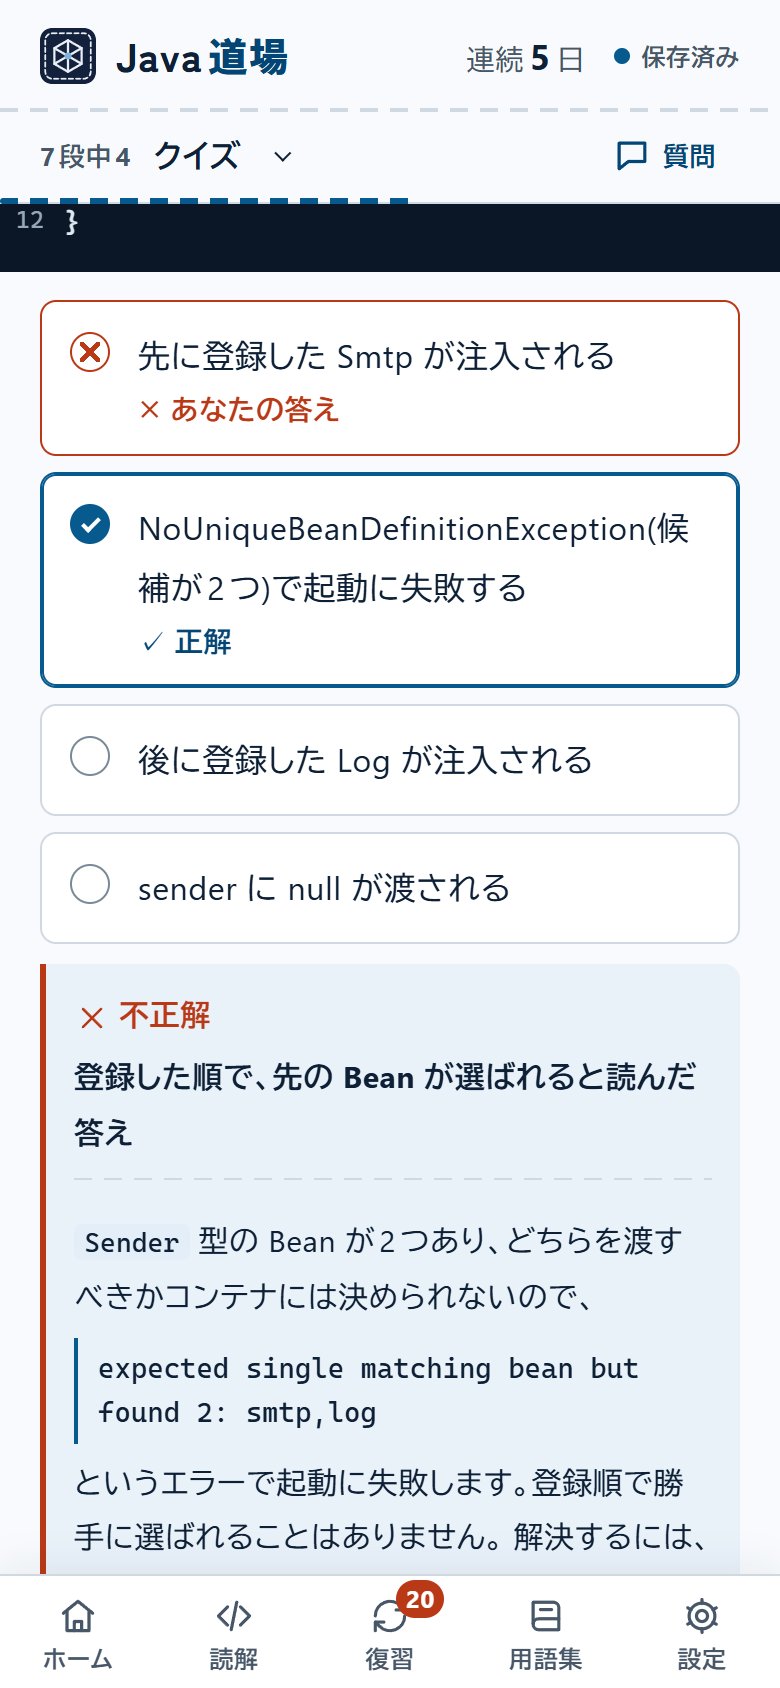 Java道場
連続 5 日
保存済み
7段中4 クイズ
質問
12 }
先に登録した Smtp が注入される
× あなたの答え
NoUniqueBeanDefinitionException(候
補が2つ)で起動に失敗する
✓ 正解
後に登録した Log が注入される
sender に null が渡される
× 不正解
登録した順で、先の Bean が選ばれると読んだ
答え
Sender 型の Bean が2つあり、どちらを渡す
べきかコンテナには決められないので、
expected single matching bean but
found 2: smtp,log
というエラーで起動に失敗します。登録順で勝
手に選ばれることはありません。解決するには、
20
ホーム
読解
復習
用語集
設定